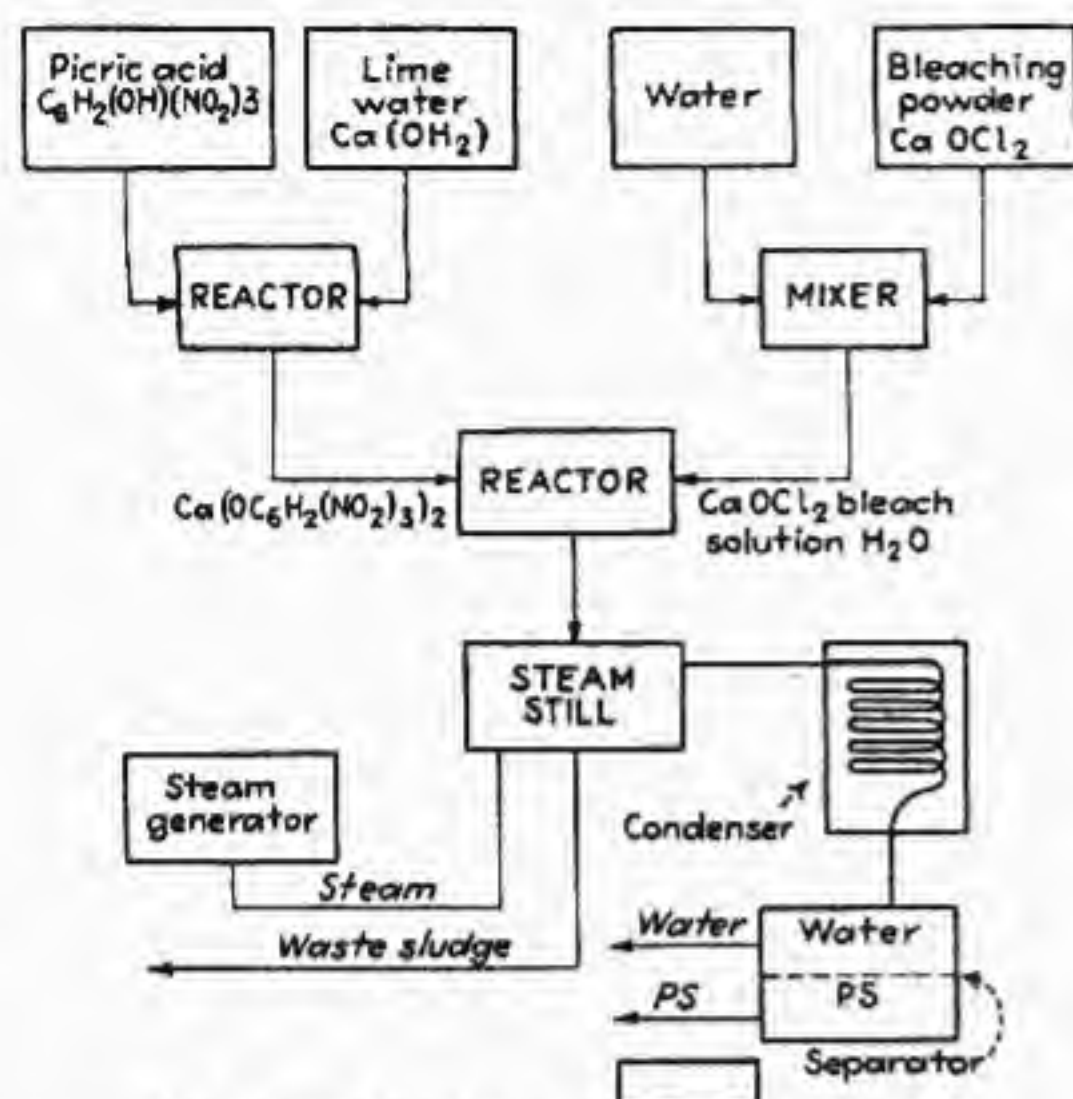 Picric acid
C₆H₂(OH)(NO₂)3
Lime
water
Ca(OH₂)
Water
Bleaching
powder
Ca OCl₂
REACTOR
MIXER
REACTOR
Ca(OC₆H₂(NO₂)₃)₂
CaOCl₂ bleach
solution H₂O
STEAM
STILL
Steam
generator
Condenser
Steam
Waste sludge
Water
Water
PS
PS
Separator